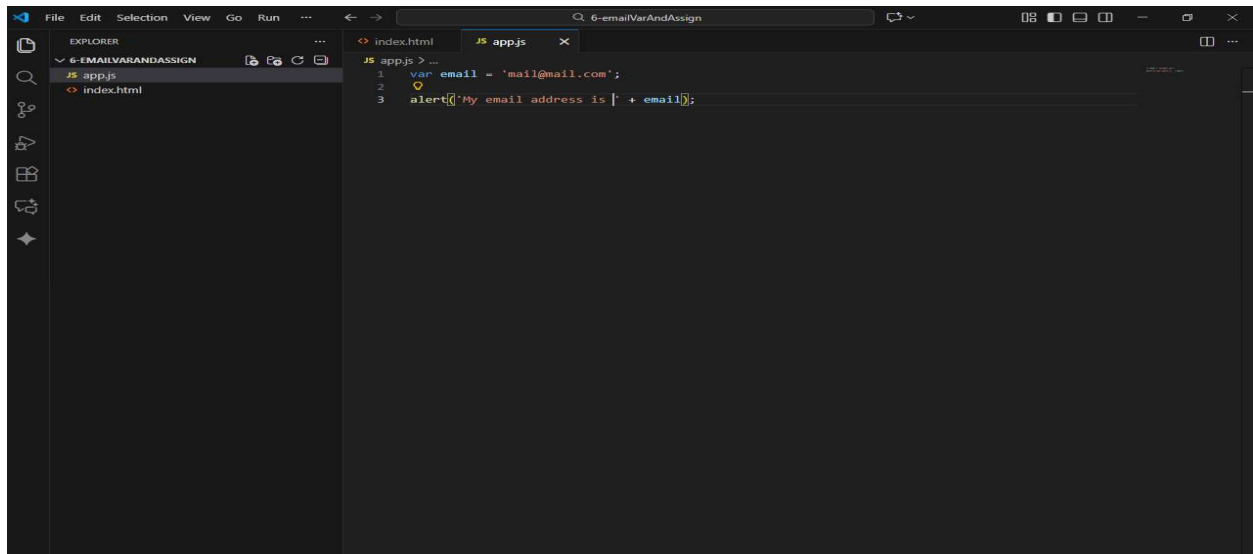 File Edit Selection View Go Run ··· ← → 6-emailVarAndAssign
EXPLORER ···
6-EMAILVARANDASSIGN
JS app.js
<> index.html
<> index.html JS app.js ×
JS app.js > ...
1 var email = 'mail@mail.com';
2
3 alert('My email address is ' + email);